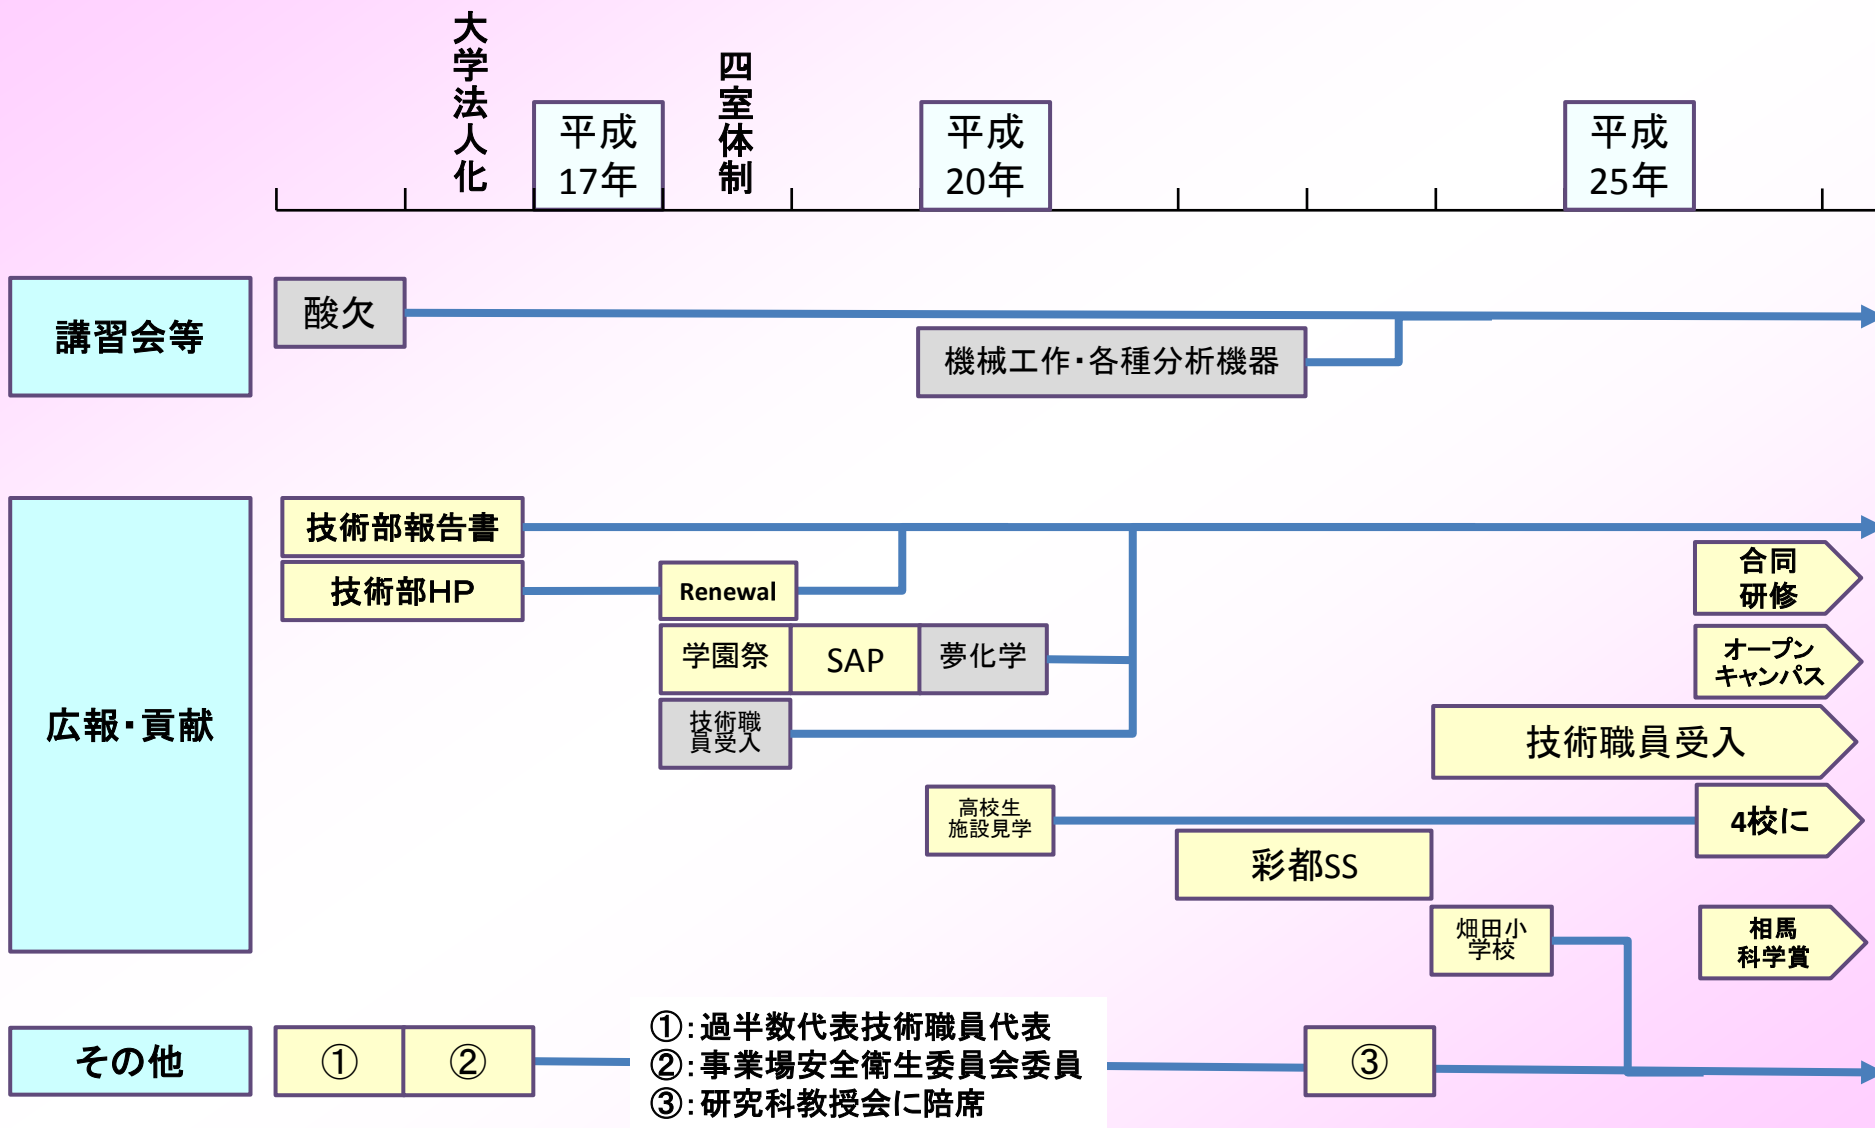 大学法人化
四室体制
平成
17年
平成
20年
平成
25年
講習会等
酸欠
機械工作・各種分析機器
広報・貢献
技術部報告書
技術部HP
Renewal
学園祭
SAP
夢化学
技術職
員受入
高校生
施設見学
彩都SS
畑田小
学校
合同
研修
オープン
キャンパス
技術職員受入
4校に
相馬
科学賞
その他
①
②
①:過半数代表技術職員代表
②:事業場安全衛生委員会委員
③:研究科教授会に陪席
③